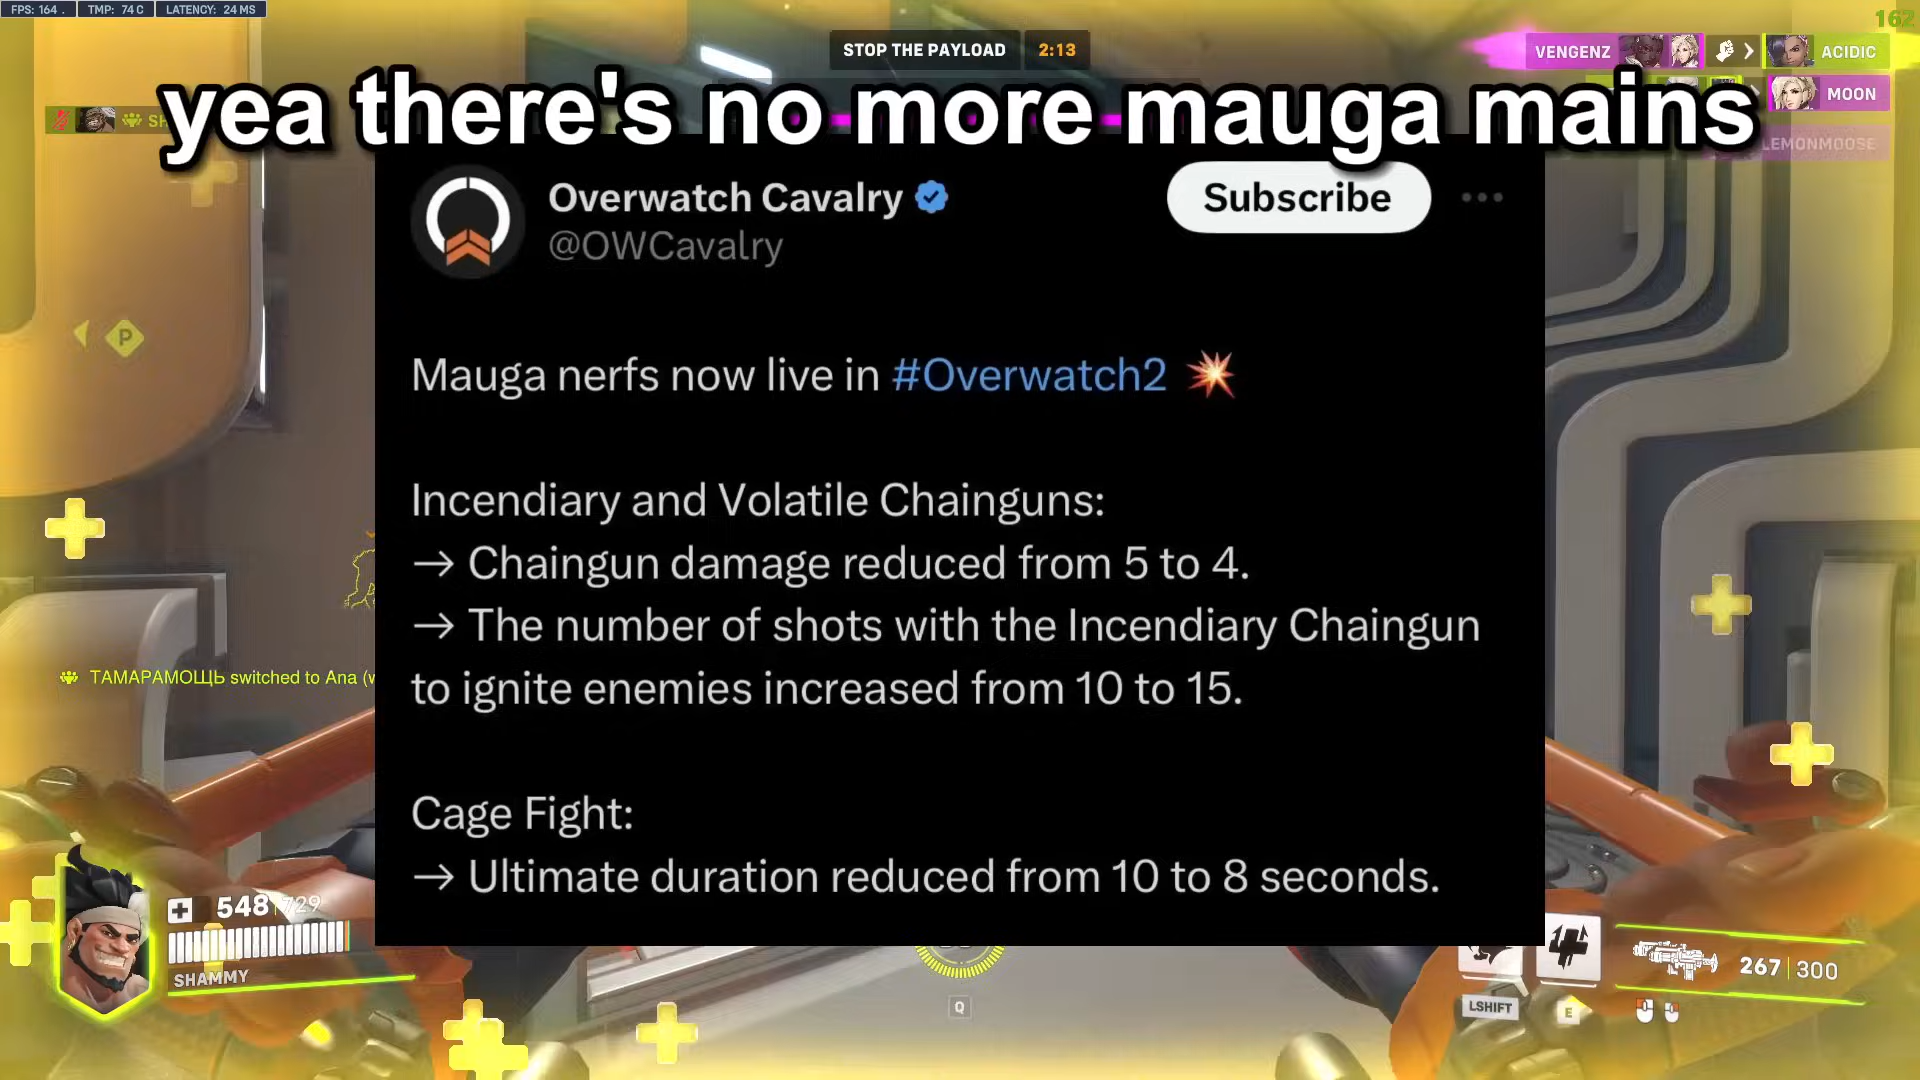 FPS: 164 . TMP: 74 C LATENCY: 24 MS
162
STOP THE PAYLOAD 2:13
VENGENZ ACIDIC
MOON
LEMONMOOSE
yea there's no more mauga mains
SH
Overwatch Cavalry
@OWCavalry
Subscribe
P
Mauga nerfs now live in #Overwatch2 💥
Incendiary and Volatile Chainguns:
→ Chaingun damage reduced from 5 to 4.
→ The number of shots with the Incendiary Chaingun
to ignite enemies increased from 10 to 15.
ТАМАРАМОЩЬ switched to Ana (w
Cage Fight:
→ Ultimate duration reduced from 10 to 8 seconds.
548 729
SHAMMY
Q
LSHIFT E
267 | 300